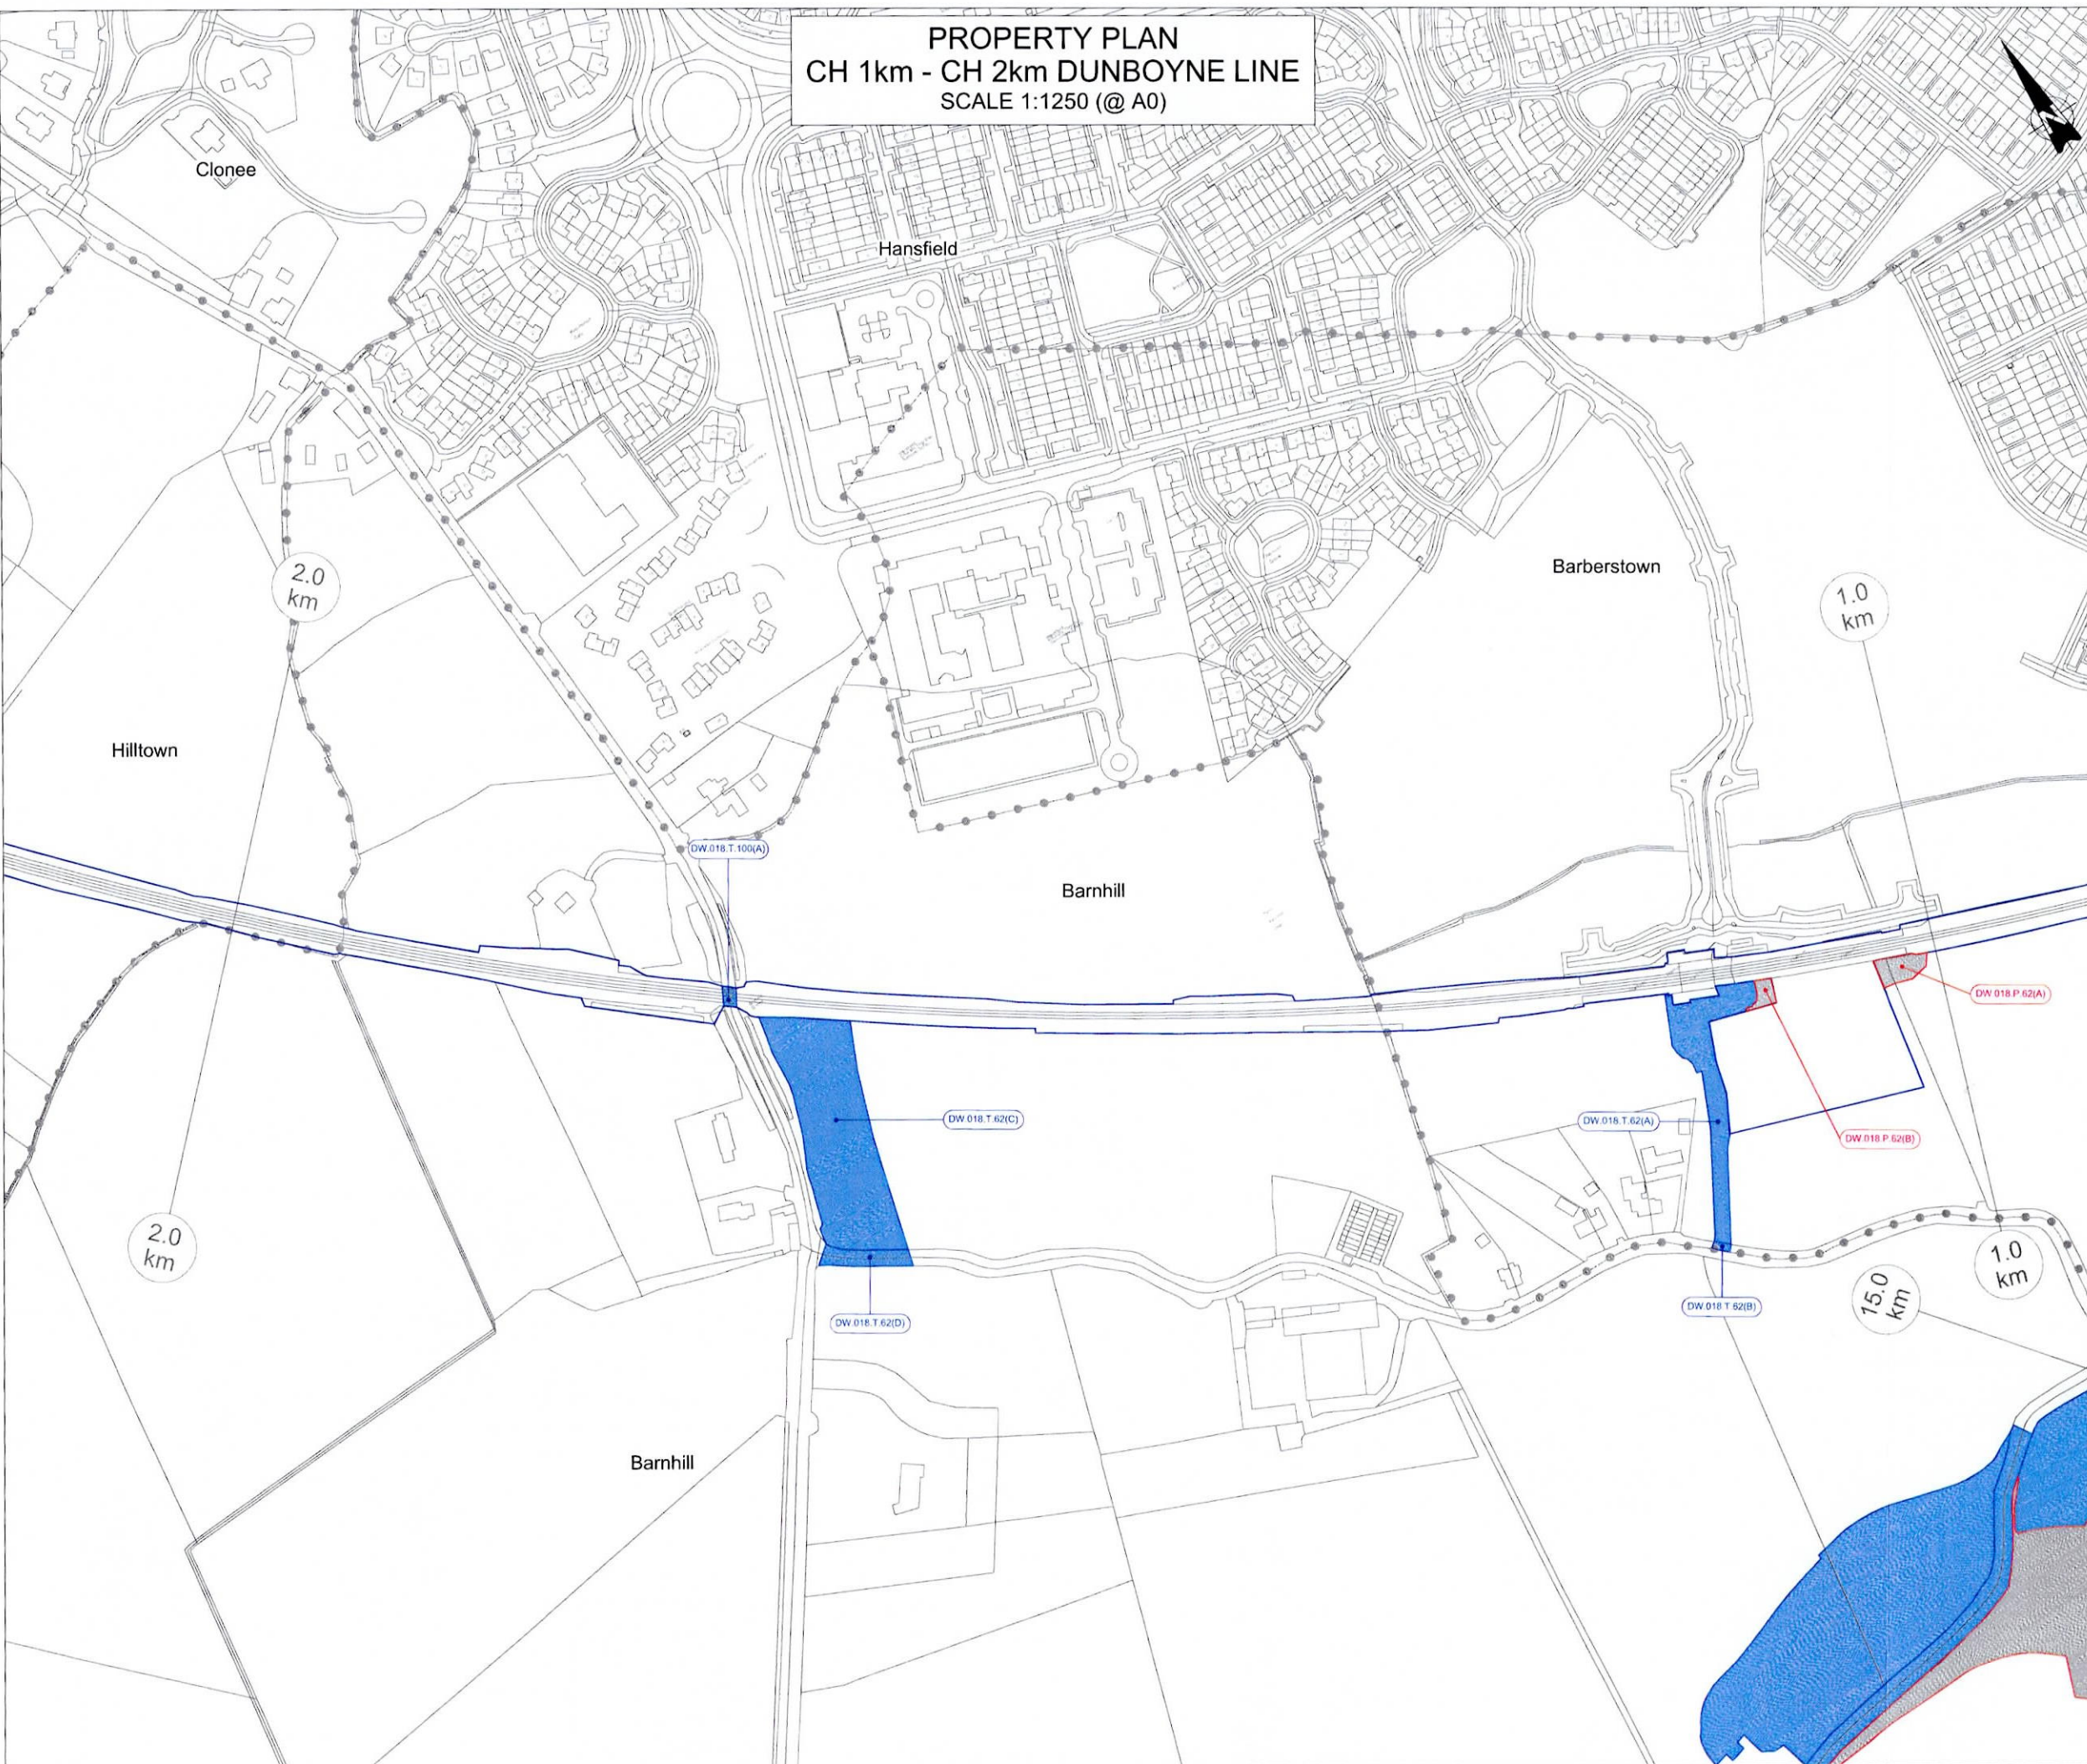 PROPERTY PLAN
CH 1km - CH 2km DUNBOYNE LINE
SCALE 1:1250 (@ A0)
Clonee
Hansfield
Barberstown
2.0
km
1.0
km
Hilltown
DW.018.T.100(A)
Barnhill
DW.018.P.62(A)
DW.018.T.62(C)
DW.018.T.62(A)
DW.018.P.62(B)
2.0
km
1.0
km
15.0
km
DW.018.T.62(D)
DW.018.T.62(B)
Barnhill